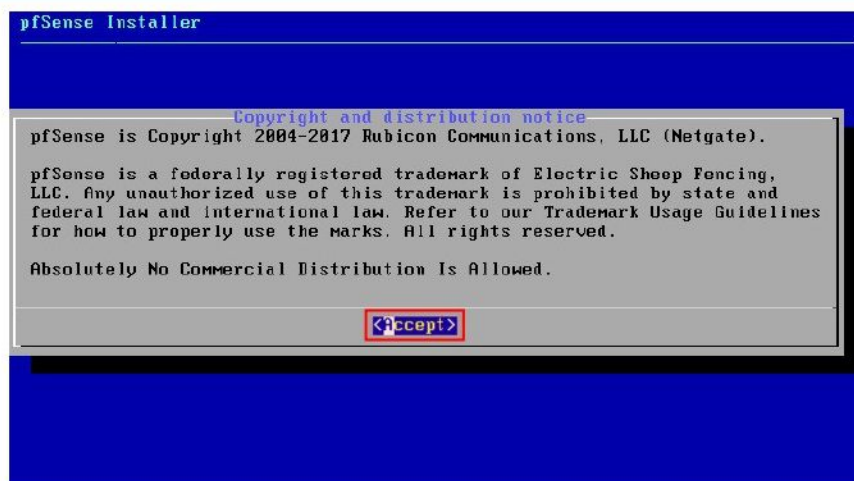 pfSense Installer
Copyright and distribution notice
pfSense is Copyright 2004-2017 Rubicon Communications, LLC (Netgate).
pfSense is a federally registered trademark of Electric Sheep Fencing,
LLC. Any unauthorized use of this trademark is prohibited by state and
federal law and international law. Refer to our Trademark Usage Guidelines
for how to properly use the marks. All rights reserved.
Absolutely No Commercial Distribution Is Allowed.
<Accept>